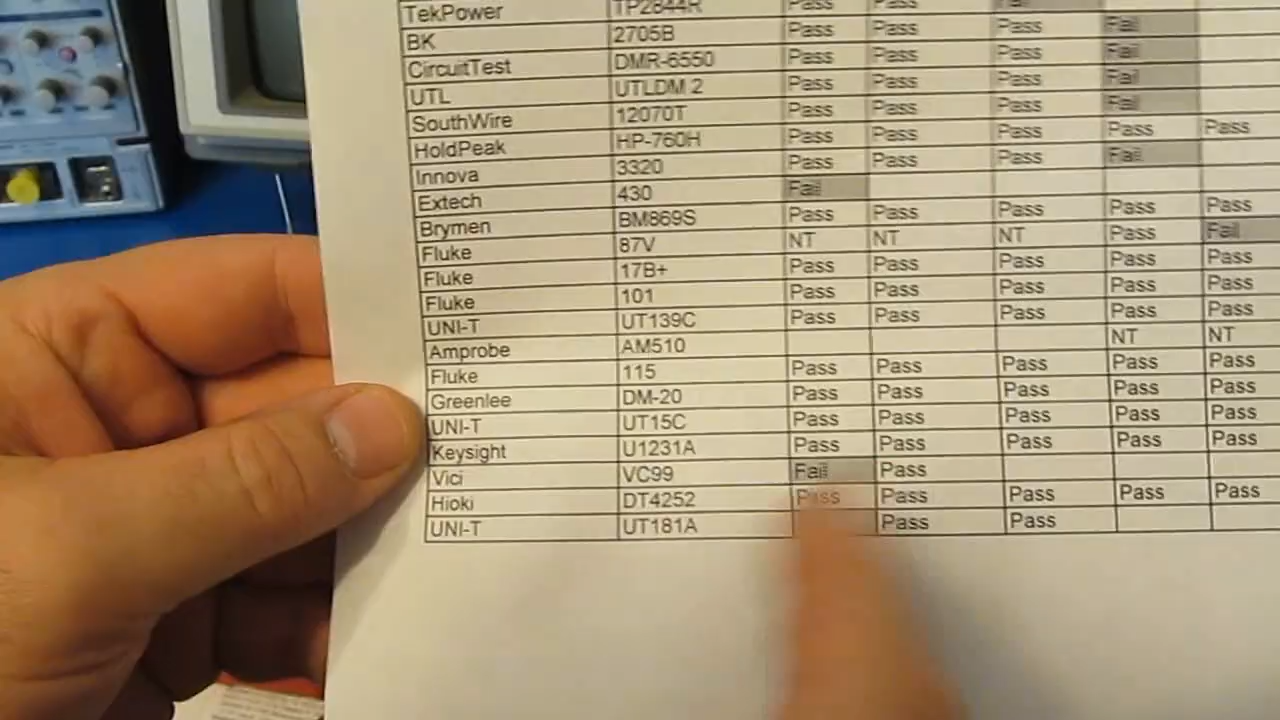 TekPower TP2844R Pass Pass Fail
BK 2705B Pass Pass Pass Fail
CircuitTest DMR-6550 Pass Pass Pass Fail
UTL UTLDM 2 Pass Pass Pass Fail
SouthWire 12070T Pass Pass Pass Fail
HoldPeak HP-760H Pass Pass Pass Pass Pass
Innova 3320 Pass Pass Pass Fail
Extech 430 Fail
Brymen BM869S Pass Pass Pass Pass Pass
Fluke 87V NT NT NT Pass Fail
Fluke 17B+ Pass Pass Pass Pass Pass
Fluke 101 Pass Pass Pass Pass Pass
UNI-T UT139C Pass Pass Pass Pass Pass
Amprobe AM510 NT NT
Fluke 115 Pass Pass Pass Pass Pass
Greenlee DM-20 Pass Pass Pass Pass Pass
UNI-T UT15C Pass Pass Pass Pass Pass
Keysight U1231A Pass Pass Pass Pass Pass
Vici VC99 Fail Pass
Hioki DT4252 Pass Pass Pass Pass Pass
UNI-T UT181A Pass Pass